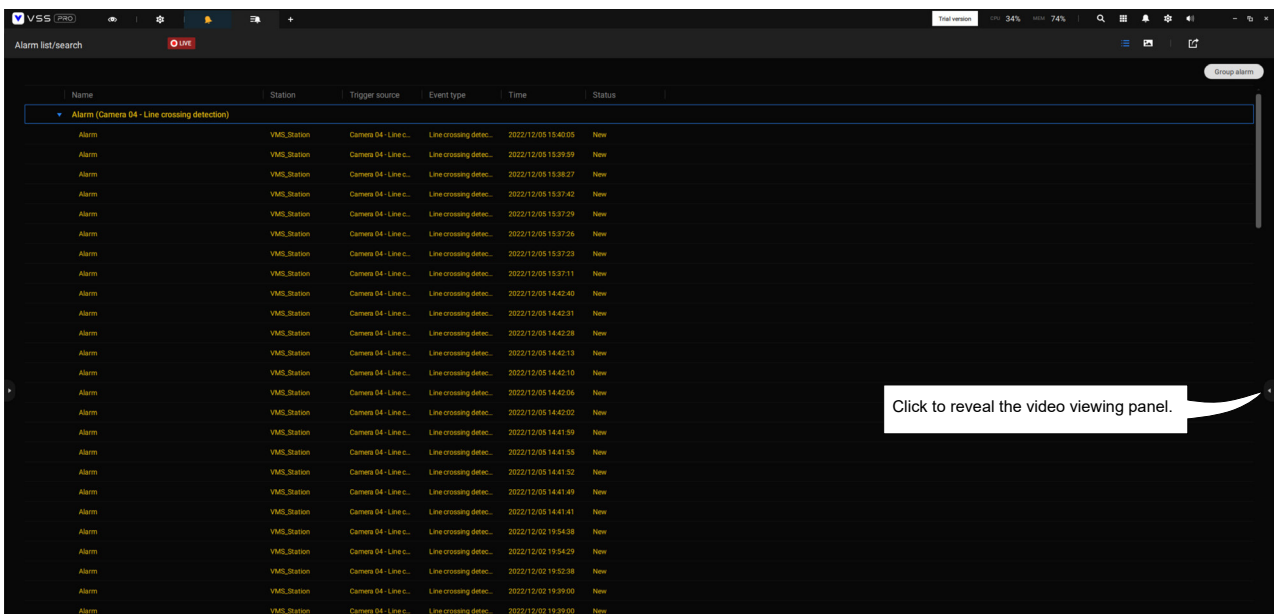 VSS PRO Trial version CPU 34% MEM 74%
Alarm list/search LIVE
Group alarm
Name Station Trigger source Event type Time Status
Alarm (Camera 04 - Line crossing detection)
Alarm VMS_Station Camera 04 - Line c... Line crossing detec... 2022/12/05 15:40:05 New
Alarm VMS_Station Camera 04 - Line c... Line crossing detec... 2022/12/05 15:39:59 New
Alarm VMS_Station Camera 04 - Line c... Line crossing detec... 2022/12/05 15:38:27 New
Alarm VMS_Station Camera 04 - Line c... Line crossing detec... 2022/12/05 15:37:42 New
Alarm VMS_Station Camera 04 - Line c... Line crossing detec... 2022/12/05 15:37:29 New
Alarm VMS_Station Camera 04 - Line c... Line crossing detec... 2022/12/05 15:37:26 New
Alarm VMS_Station Camera 04 - Line c... Line crossing detec... 2022/12/05 15:37:23 New
Alarm VMS_Station Camera 04 - Line c... Line crossing detec... 2022/12/05 15:37:11 New
Alarm VMS_Station Camera 04 - Line c... Line crossing detec... 2022/12/05 14:42:40 New
Alarm VMS_Station Camera 04 - Line c... Line crossing detec... 2022/12/05 14:42:31 New
Alarm VMS_Station Camera 04 - Line c... Line crossing detec... 2022/12/05 14:42:28 New
Alarm VMS_Station Camera 04 - Line c... Line crossing detec... 2022/12/05 14:42:13 New
Alarm VMS_Station Camera 04 - Line c... Line crossing detec... 2022/12/05 14:42:10 New
Alarm VMS_Station Camera 04 - Line c... Line crossing detec... 2022/12/05 14:42:06 New
Alarm VMS_Station Camera 04 - Line c... Line crossing detec... 2022/12/05 14:42:02 New
Click to reveal the video viewing panel.
Alarm VMS_Station Camera 04 - Line c... Line crossing detec... 2022/12/05 14:41:59 New
Alarm VMS_Station Camera 04 - Line c... Line crossing detec... 2022/12/05 14:41:55 New
Alarm VMS_Station Camera 04 - Line c... Line crossing detec... 2022/12/05 14:41:52 New
Alarm VMS_Station Camera 04 - Line c... Line crossing detec... 2022/12/05 14:41:49 New
Alarm VMS_Station Camera 04 - Line c... Line crossing detec... 2022/12/05 14:41:41 New
Alarm VMS_Station Camera 04 - Line c... Line crossing detec... 2022/12/02 19:54:38 New
Alarm VMS_Station Camera 04 - Line c... Line crossing detec... 2022/12/02 19:54:29 New
Alarm VMS_Station Camera 04 - Line c... Line crossing detec... 2022/12/02 19:52:38 New
Alarm VMS_Station Camera 04 - Line c... Line crossing detec... 2022/12/02 19:39:00 New
Alarm VMS_Station Camera 04 - Line c... Line crossing detec... 2022/12/02 19:39:00 New